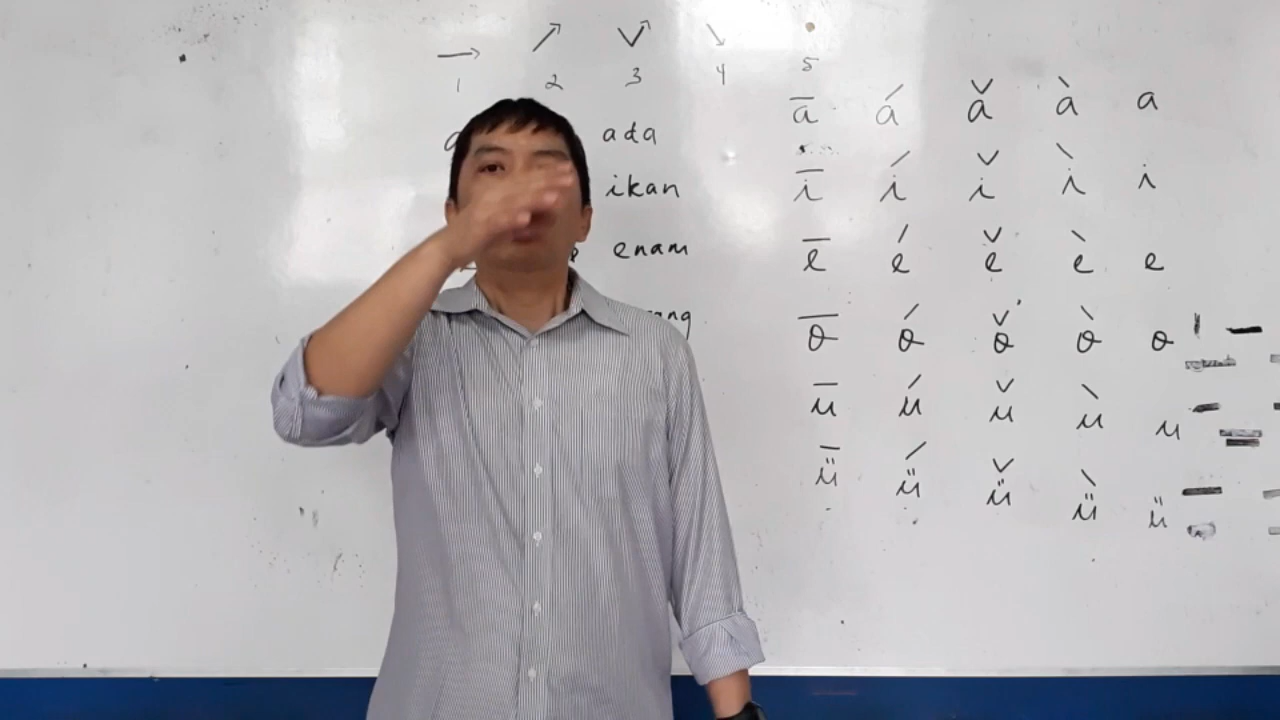 → ↗ ∨↗ ↘ •
1 2 3 4 5
ā á ǎ à a
ada
ī í ǐ ì i
ikan
ē é ě è e
enam
ō ó ǒ ò o
ū ú ǔ ù u
ǖ ǘ ǚ ǜ ü